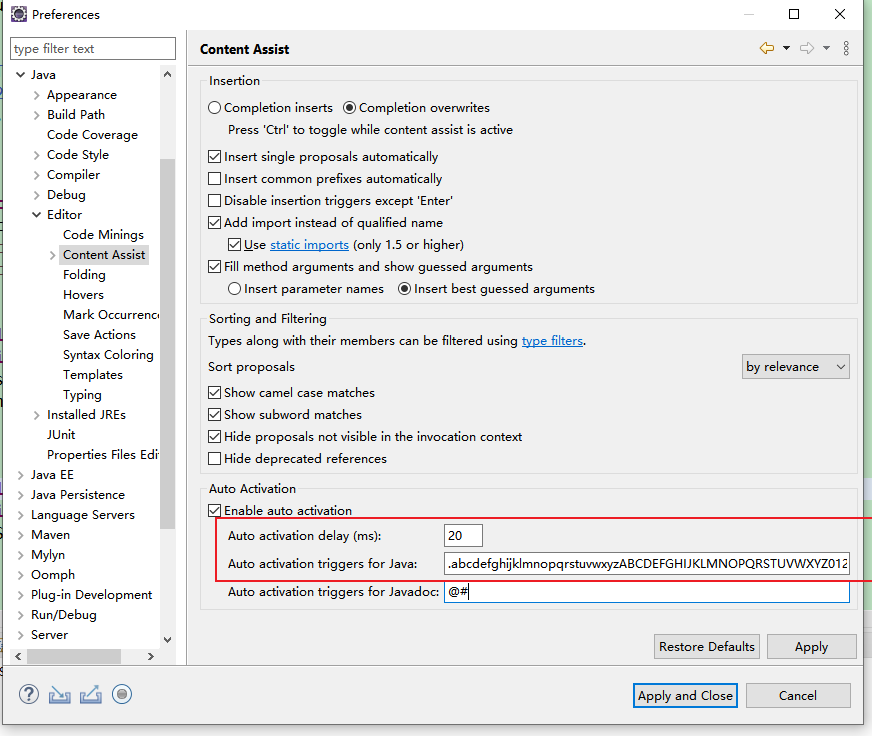 Preferences
type filter text
Java
Appearance
Build Path
Code Coverage
Code Style
Compiler
Debug
Editor
Code Minings
Content Assist
Folding
Hovers
Mark Occurrenc
Save Actions
Syntax Coloring
Templates
Typing
Installed JREs
JUnit
Properties Files Edi
Java EE
Java Persistence
Language Servers
Maven
Mylyn
Oomph
Plug-in Development
Run/Debug
Server
Content Assist
Insertion
Completion inserts Completion overwrites
Press 'Ctrl' to toggle while content assist is active
Insert single proposals automatically
Insert common prefixes automatically
Disable insertion triggers except 'Enter'
Add import instead of qualified name
Use static imports (only 1.5 or higher)
Fill method arguments and show guessed arguments
Insert parameter names Insert best guessed arguments
Sorting and Filtering
Types along with their members can be filtered using type filters.
Sort proposals by relevance
Show camel case matches
Show subword matches
Hide proposals not visible in the invocation context
Hide deprecated references
Auto Activation
Enable auto activation
Auto activation delay (ms): 20
Auto activation triggers for Java: .abcdefghijklmnopqrstuvwxyzABCDEFGHIJKLMNOPQRSTUVWXYZ012
Auto activation triggers for Javadoc: @#
Restore Defaults Apply
Apply and Close Cancel